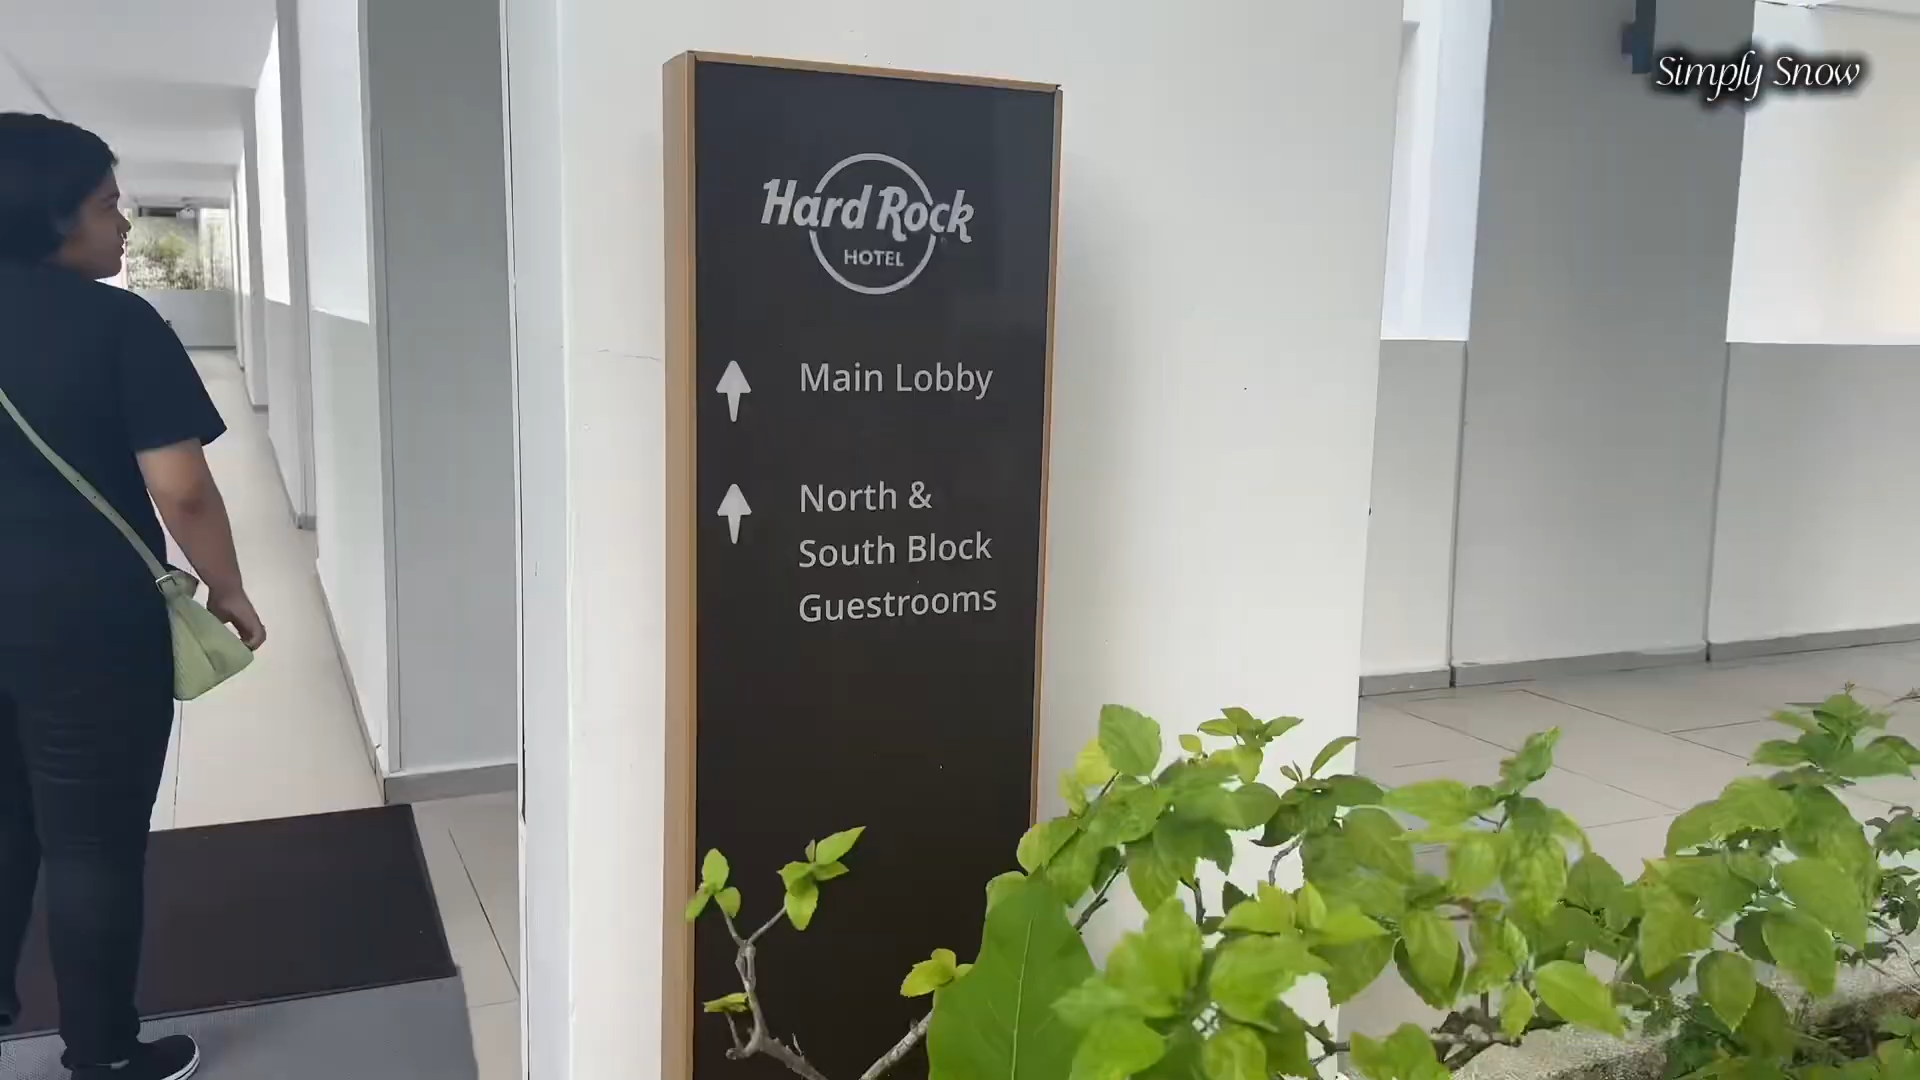 Simply Snow
Hard Rock
HOTEL
Main Lobby
North &
South Block
Guestrooms